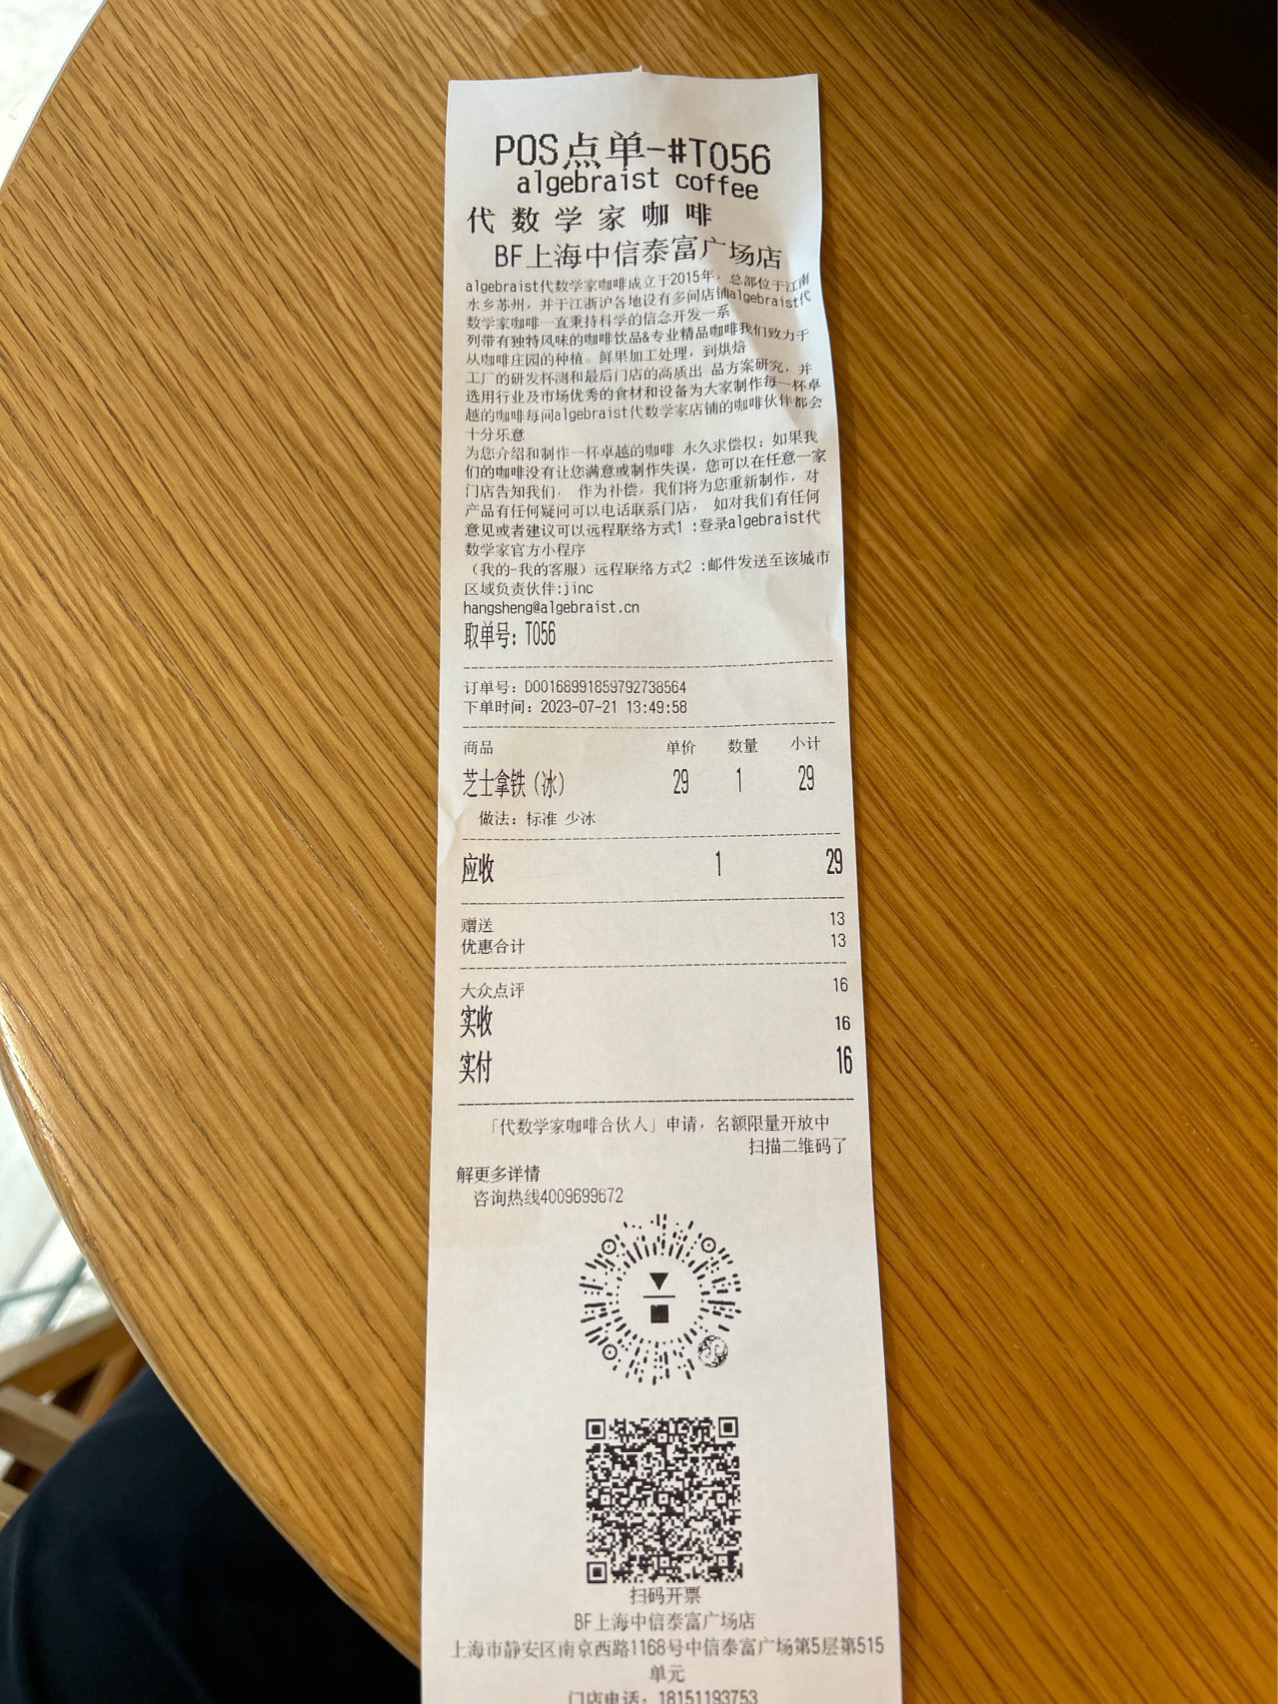 POS点单-#T056
algebraist coffee
代数学家咖啡
BF上海中信泰富广场店
algebraist代数学家咖啡成立于2015年，总部位于江南
水乡苏州，并于江浙沪各地设有多间店铺algebraist代
数学家咖啡一直秉持科学的信念开发一系
列带有独特风味的咖啡饮品&专业精品咖啡我们致力于
从咖啡庄园的种植。鲜果加工处理，到烘焙
工厂的研发杯测和最后门店的高质出 品方案研究，并
选用行业及市场优秀的食材和设备为大家制作每一杯卓
越的咖啡每间algebraist代数学家店铺的咖啡伙伴都会
十分乐意
为您介绍和制作一杯卓越的咖啡 永久求偿权：如果我
们的咖啡没有让您满意或制作失误，您可以在任意一家
门店告知我们， 作为补偿，我们将为您重新制作，对
产品有任何疑问可以电话联系门店， 如对我们有任何
意见或者建议可以远程联络方式1 :登录algebraist代
数学家官方小程序
（我的-我的客服）远程联络方式2 :邮件发送至该城市
区域负责伙伴:jinc
hangsheng@algebraist.cn
取单号：T056
订单号：D00168991859792738564
下单时间：2023-07-21 13:49:58
商品 单价 数量 小计
芝士拿铁（冰） 29 1 29
做法：标准 少冰
应收 1 29
赠送 13
优惠合计 13
大众点评 16
实收 16
实付 16
「代数学家咖啡合伙人」申请，名额限量开放中
扫描二维码了
解更多详情
咨询热线4009699672
扫码开票
BF上海中信泰富广场店
上海市静安区南京西路1168号中信泰富广场第5层第515
单元
门店电话：18151193753